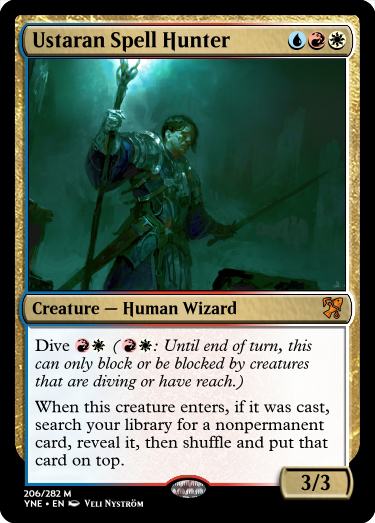 Ustaran Spell Hunter
Creature — Human Wizard
Dive (: Until end of turn, this
can only block or be blocked by creatures
that are diving or have reach.)
When this creature enters, if it was cast,
search your library for a nonpermanent
card, reveal it, then shuffle and put that
card on top.
3/3
206/282 M
YNE • EN Veli Nyström